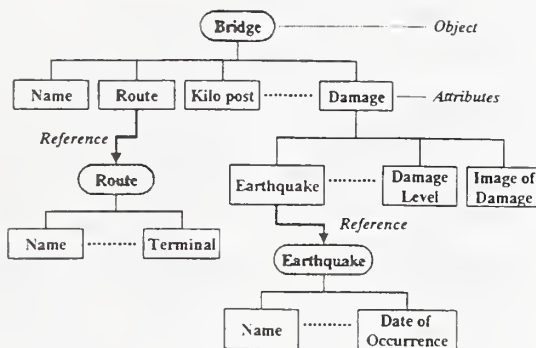 Bridge
Object
Name
Route
Kilo post
Damage
Attributes
Reference
Route
Earthquake
Damage
Level
Image of
Damage
Name
Terminal
Reference
Earthquake
Name
Date of
Occurrence